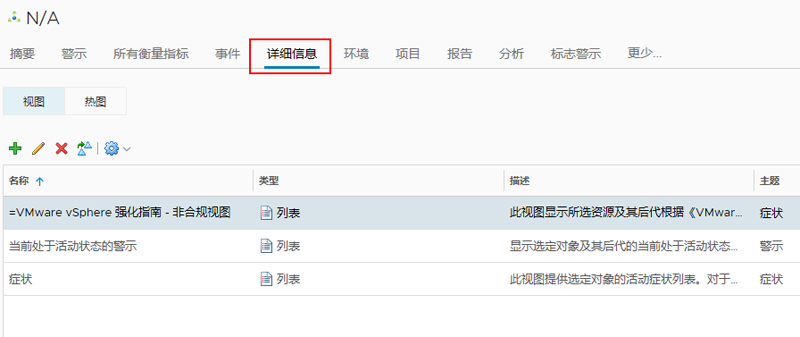 N/A
摘要 警示 所有衡量指标 事件 详细信息 环境 项目 报告 分析 标志警示 更少...
视图 热图
名称 类型 描述 主题
=VMware vSphere 强化指南 - 非合规视图 列表 此视图显示所选资源及其后代根据《VMwar... 症状
当前处于活动状态的警示 列表 显示选定对象及其后代的当前处于活动状态... 警示
症状 列表 此视图提供选定对象的活动症状列表。对于... 症状